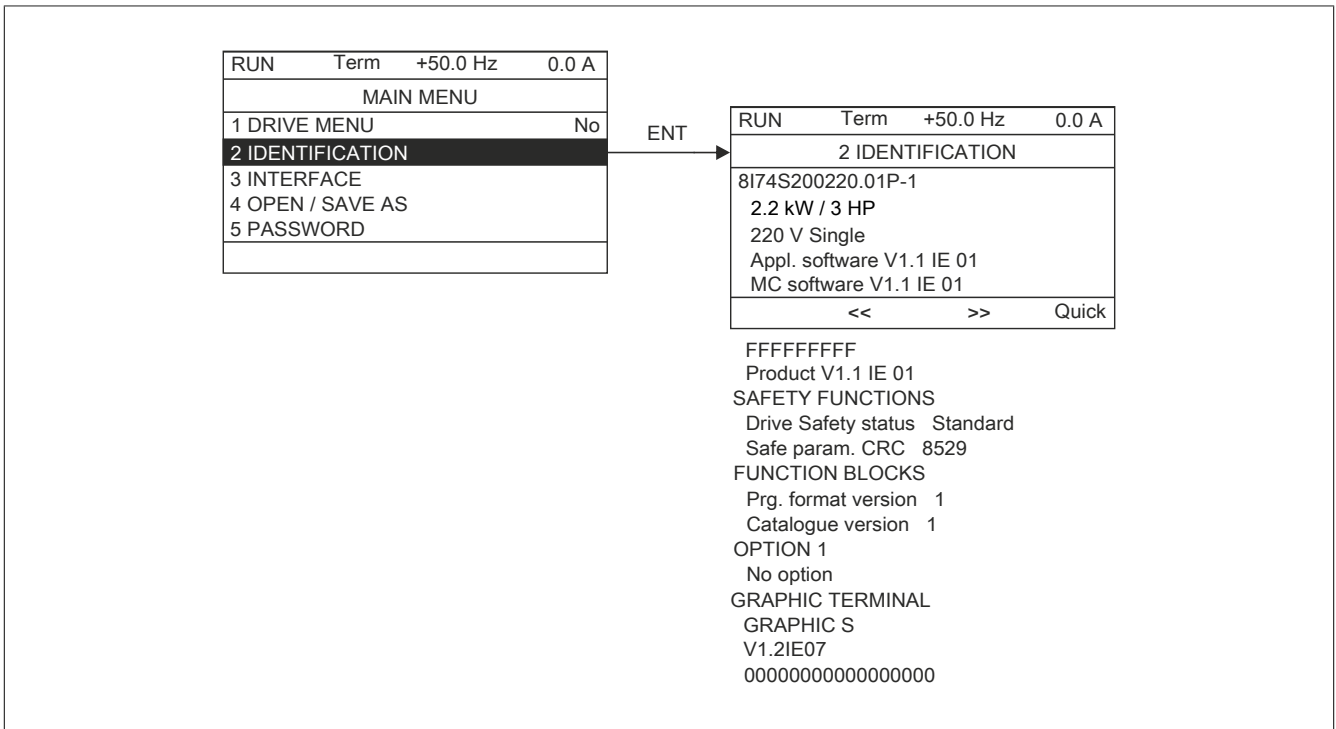 RUN Term +50.0 Hz 0.0 A
MAIN MENU
1 DRIVE MENU No
2 IDENTIFICATION
3 INTERFACE
4 OPEN / SAVE AS
5 PASSWORD
ENT
RUN Term +50.0 Hz 0.0 A
2 IDENTIFICATION
8I74S200220.01P-1
2.2 kW / 3 HP
220 V Single
Appl. software V1.1 IE 01
MC software V1.1 IE 01
<< >> Quick
FFFFFFFFF
Product V1.1 IE 01
SAFETY FUNCTIONS
Drive Safety status Standard
Safe param. CRC 8529
FUNCTION BLOCKS
Prg. format version 1
Catalogue version 1
OPTION 1
No option
GRAPHIC TERMINAL
GRAPHIC S
V1.2IE07
00000000000000000